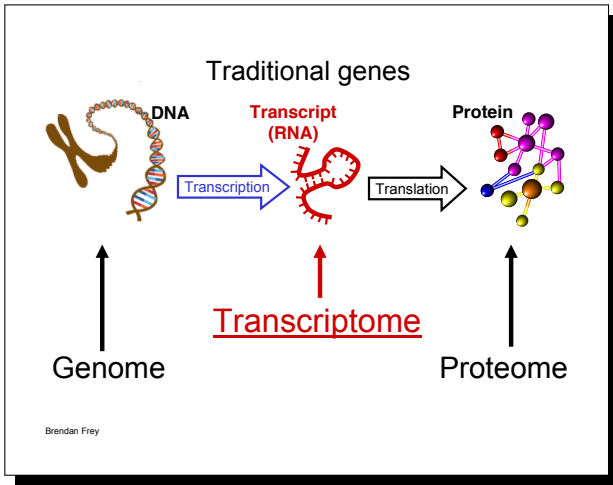 Traditional genes
DNA
Transcript
(RNA)
Protein
Transcription
Translation
Transcriptome
Genome
Proteome
Brendan Frey